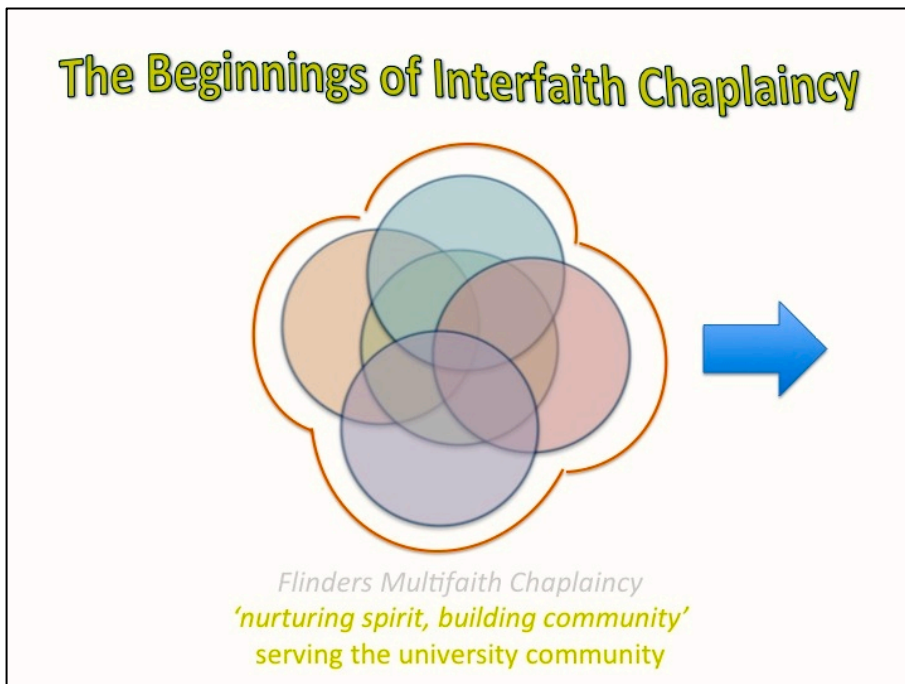 The Beginnings of Interfaith Chaplaincy
Flinders Multifaith Chaplaincy
‘nurturing spirit, building community’
serving the university community